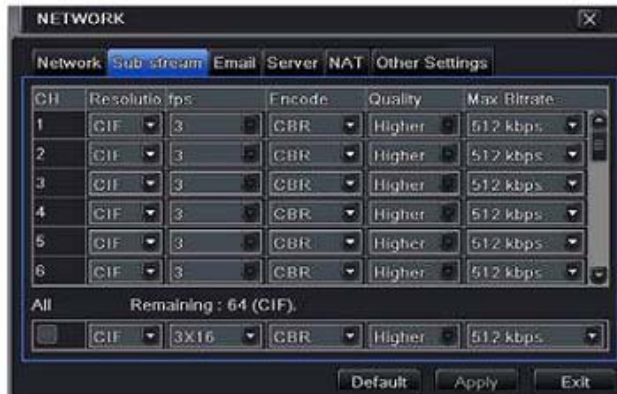 NETWORK
Network Sub stream Email Server NAT Other Settings
CH Resolutio fps Encode Quality Max Bitrate
1 CIF 3 CBR Higher 512 kbps
2 CIF 3 CBR Higher 512 kbps
3 CIF 3 CBR Higher 512 kbps
4 CIF 3 CBR Higher 512 kbps
5 CIF 3 CBR Higher 512 kbps
6 CIF 3 CBR Higher 512 kbps
All Remaining : 64 (CIF).
CIF 3X16 CBR Higher 512 kbps
Default Apply Exit